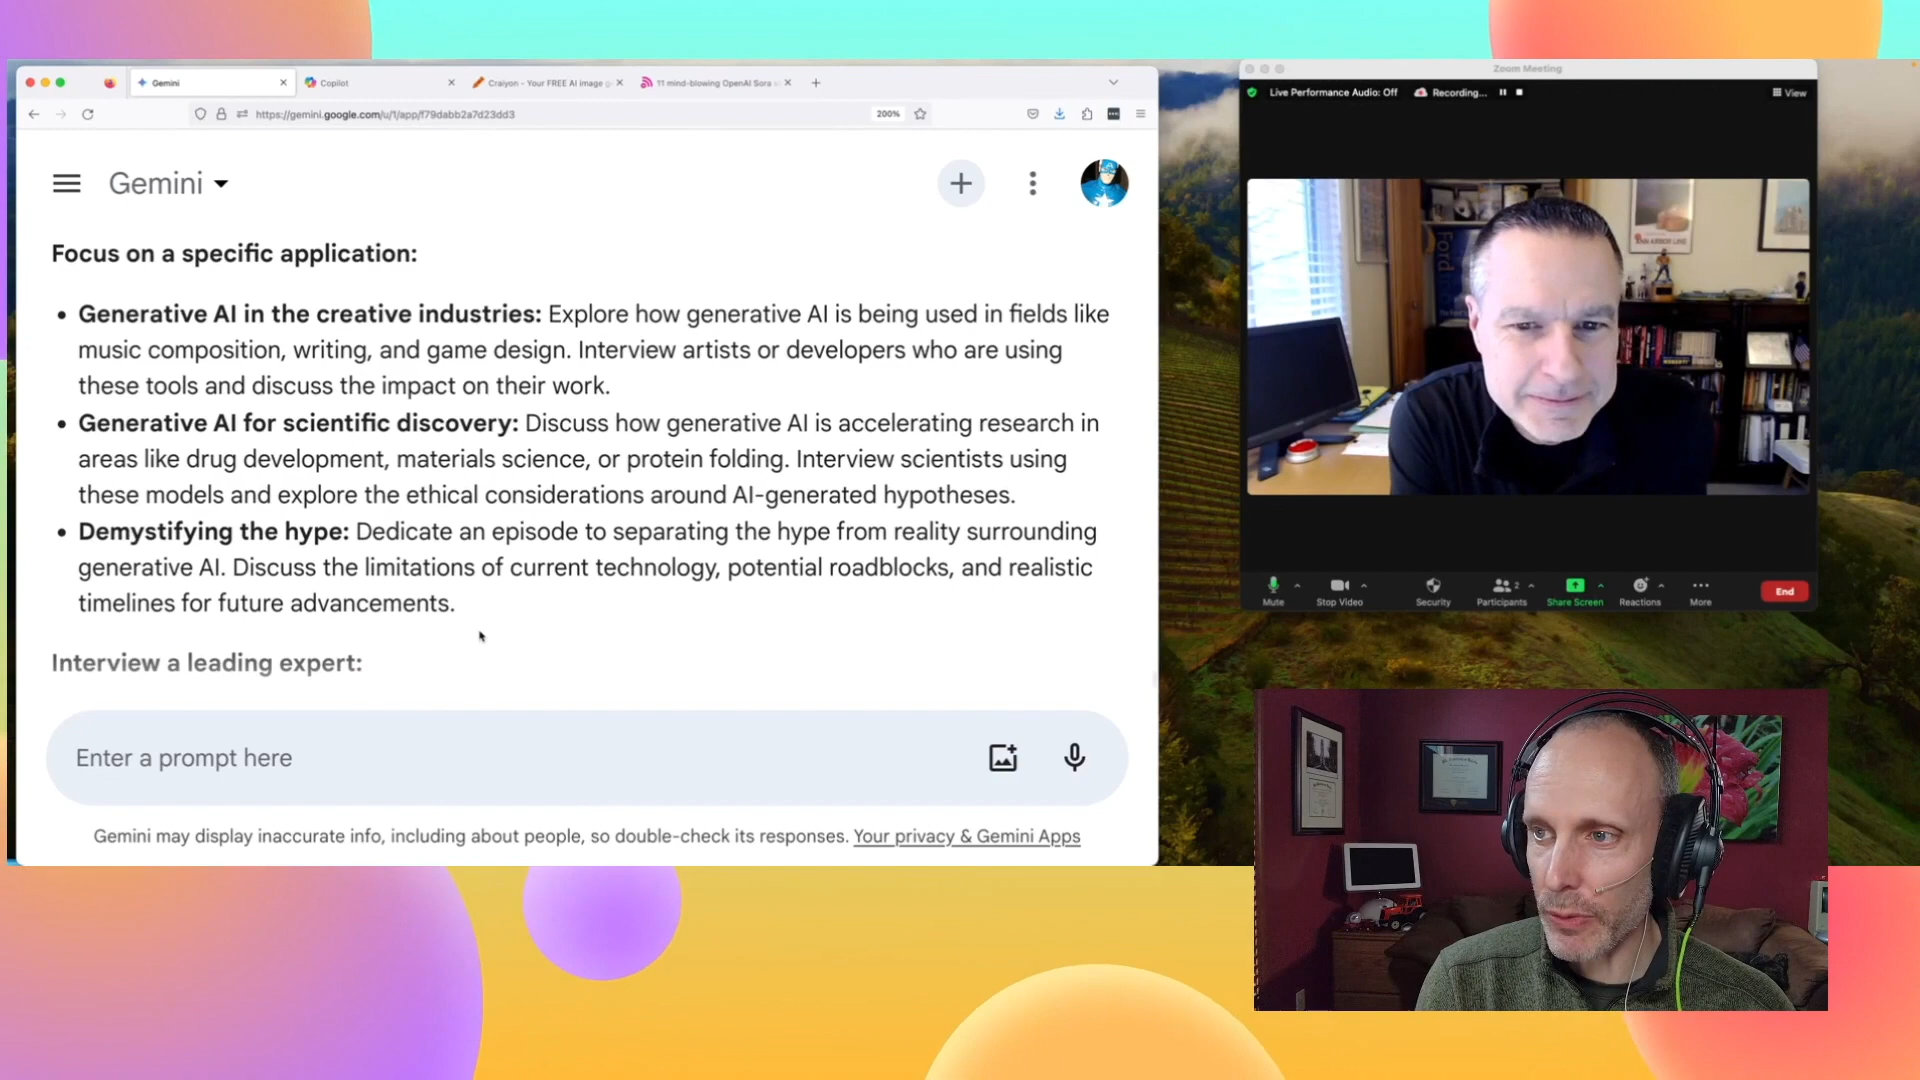 Gemini
Copilot
Craiyon - Your FREE AI image g
11 mind-blowing OpenAI Sora
https://gemini.google.com/u/1/app/f79dabb2a7d23dd3
200%
Gemini
Focus on a specific application:
• Generative AI in the creative industries: Explore how generative AI is being used in fields like
music composition, writing, and game design. Interview artists or developers who are using
these tools and discuss the impact on their work.
• Generative AI for scientific discovery: Discuss how generative AI is accelerating research in
areas like drug development, materials science, or protein folding. Interview scientists using
these models and explore the ethical considerations around AI-generated hypotheses.
• Demystifying the hype: Dedicate an episode to separating the hype from reality surrounding
generative AI. Discuss the limitations of current technology, potential roadblocks, and realistic
timelines for future advancements.
Interview a leading expert:
Enter a prompt here
Gemini may display inaccurate info, including about people, so double-check its responses. Your privacy & Gemini Apps
Zoom Meeting
Live Performance Audio: Off
Recording...
View
Ford
ANN ARBOR
Mute
Stop Video
Security
Participants
2
Share Screen
Reactions
More
End